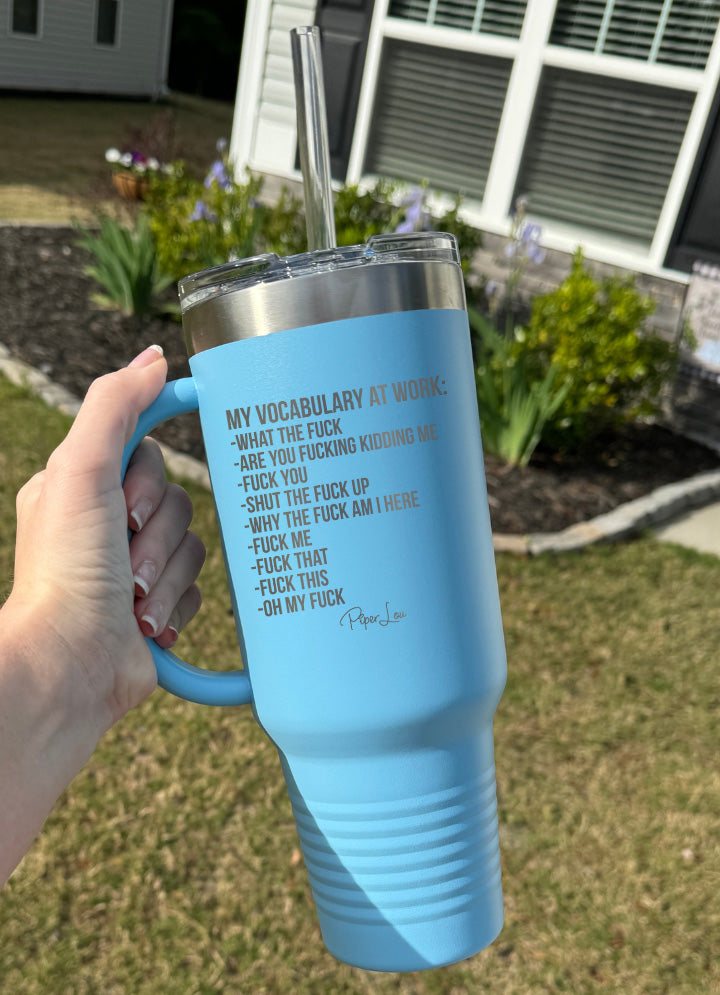 MY VOCABULARY AT WORK:
-WHAT THE FUCK
-ARE YOU FUCKING KIDDING ME
-FUCK YOU
-SHUT THE FUCK UP
-WHY THE FUCK AM I HERE
-FUCK ME
-FUCK THAT
-FUCK THIS
-OH MY FUCK
Piper Lou